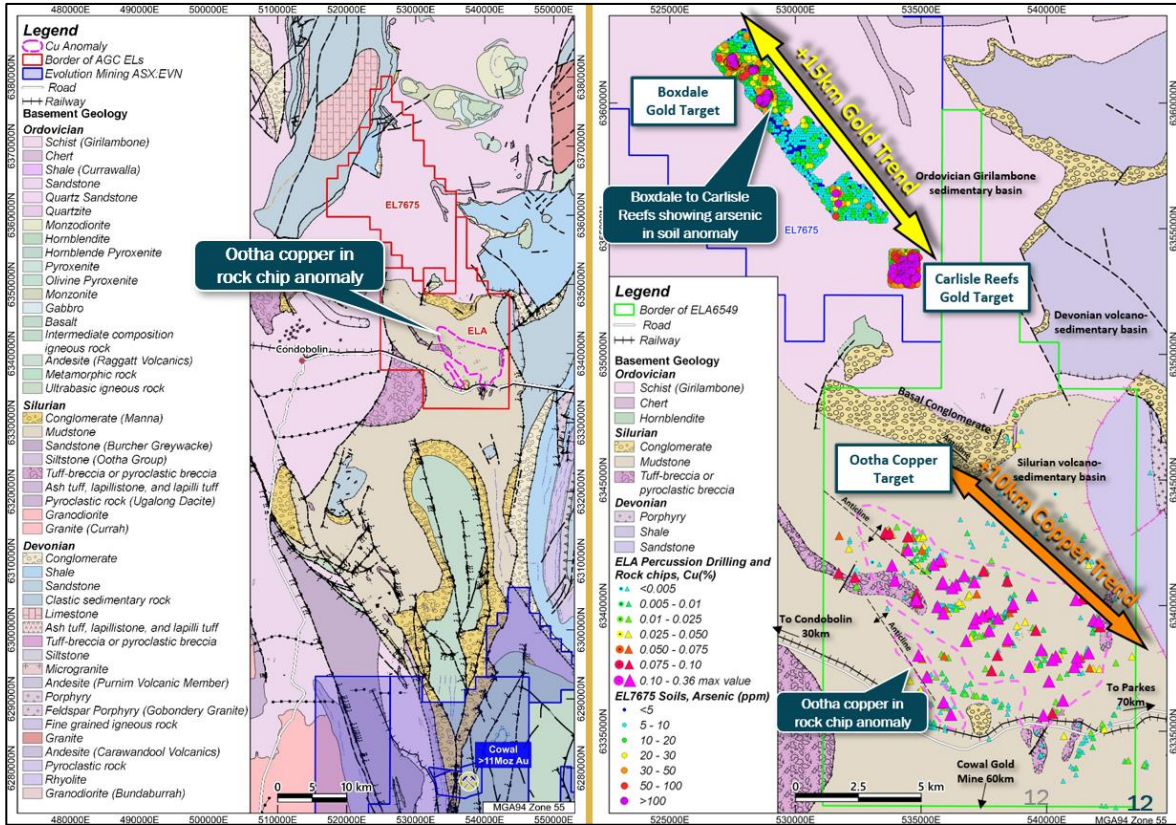 480000E
490000E
500000E
510000E
520000E
530000E
540000E
550000E
Legend
Cu Anomaly
Border of AGC ELs
Evolution Mining ASX:EVN
Road
Railway
Basement Geology
Ordovician
Schist (Girilambone)
Chert
Shale (Currawalla)
Sandstone
Quartz Sandstone
Quartzite
Monzodiorite
Hornblendite
Hornblende Pyroxenite
Pyroxenite
Olivine Pyroxenite
Monzonite
Gabbro
Basalt
Intermediate composition
igneous rock
Andesite (Raggatt Volcanics)
Metamorphic rock
Ultrabasic igneous rock
Silurian
Conglomerate (Manna)
Mudstone
Sandstone (Burcher Greywacke)
Siltstone (Ootha Group)
Tuff-breccia or pyroclastic breccia
Ash tuff, lapillistone, and lapilli tuff
Pyroclastic rock (Ugalong Dacite)
Granodiorite
Granite (Currah)
Devonian
Conglomerate
Shale
Sandstone
Clastic sedimentary rock
Limestone
Ash tuff, lapillistone, and lapilli tuff
Tuff-breccia or pyroclastic breccia
Siltstone
Microgranite
Andesite (Purnim Volcanic Member)
Porphyry
Feldspar Porphyry (Gobondery Granite)
Fine grained igneous rock
Granite
Andesite (Carawandool Volcanics)
Pyroclastic rock
Rhyolite
Granodiorite (Bundaburrah)
6380000N
6370000N
6360000N
6350000N
6340000N
6330000N
6320000N
6310000N
6300000N
6290000N
6280000N
EL7675
Ootha copper in
rock chip anomaly
ELA
Condobolin
Cowal
>11Moz Au
0 5 10 km
MGA94 Zone 55
525000E
530000E
535000E
540000E
6360000N
6350000N
6345000N
6340000N
6335000N
+15km Gold Trend
Boxdale
Gold Target
Boxdale to Carlisle
Reefs showing arsenic
in soil anomaly
EL7675
Ordovician Girilambone
sedimentary basin
Carlisle Reefs
Gold Target
Devonian volcano-
sedimentary basin
Legend
Border of ELA6549
Road
Railway
Basement Geology
Ordovician
Schist (Girilambone)
Chert
Hornblendite
Silurian
Conglomerate
Mudstone
Tuff-breccia or
pyroclastic breccia
Devonian
Porphyry
Shale
Sandstone
ELA Percussion Drilling and
Rock chips, Cu(%)
<0.005
0.005 - 0.01
0.01 - 0.025
0.025 - 0.050
0.050 - 0.075
0.075 - 0.10
0.10 - 0.36 max value
EL7675 Soils, Arsenic (ppm)
<5
5 - 10
10 - 20
20 - 30
30 - 50
50 - 100
>100
Basal Conglomerate
Ootha Copper
Target
Silurian volcano-
sedimentary basin
+10km Copper Trend
Anticline
Anticline
To Condobolin
30km
Ootha copper in
rock chip anomaly
To Parkes
70km
Cowal Gold
Mine 60km
0 2.5 5 km
12
12
MGA94 Zone 55